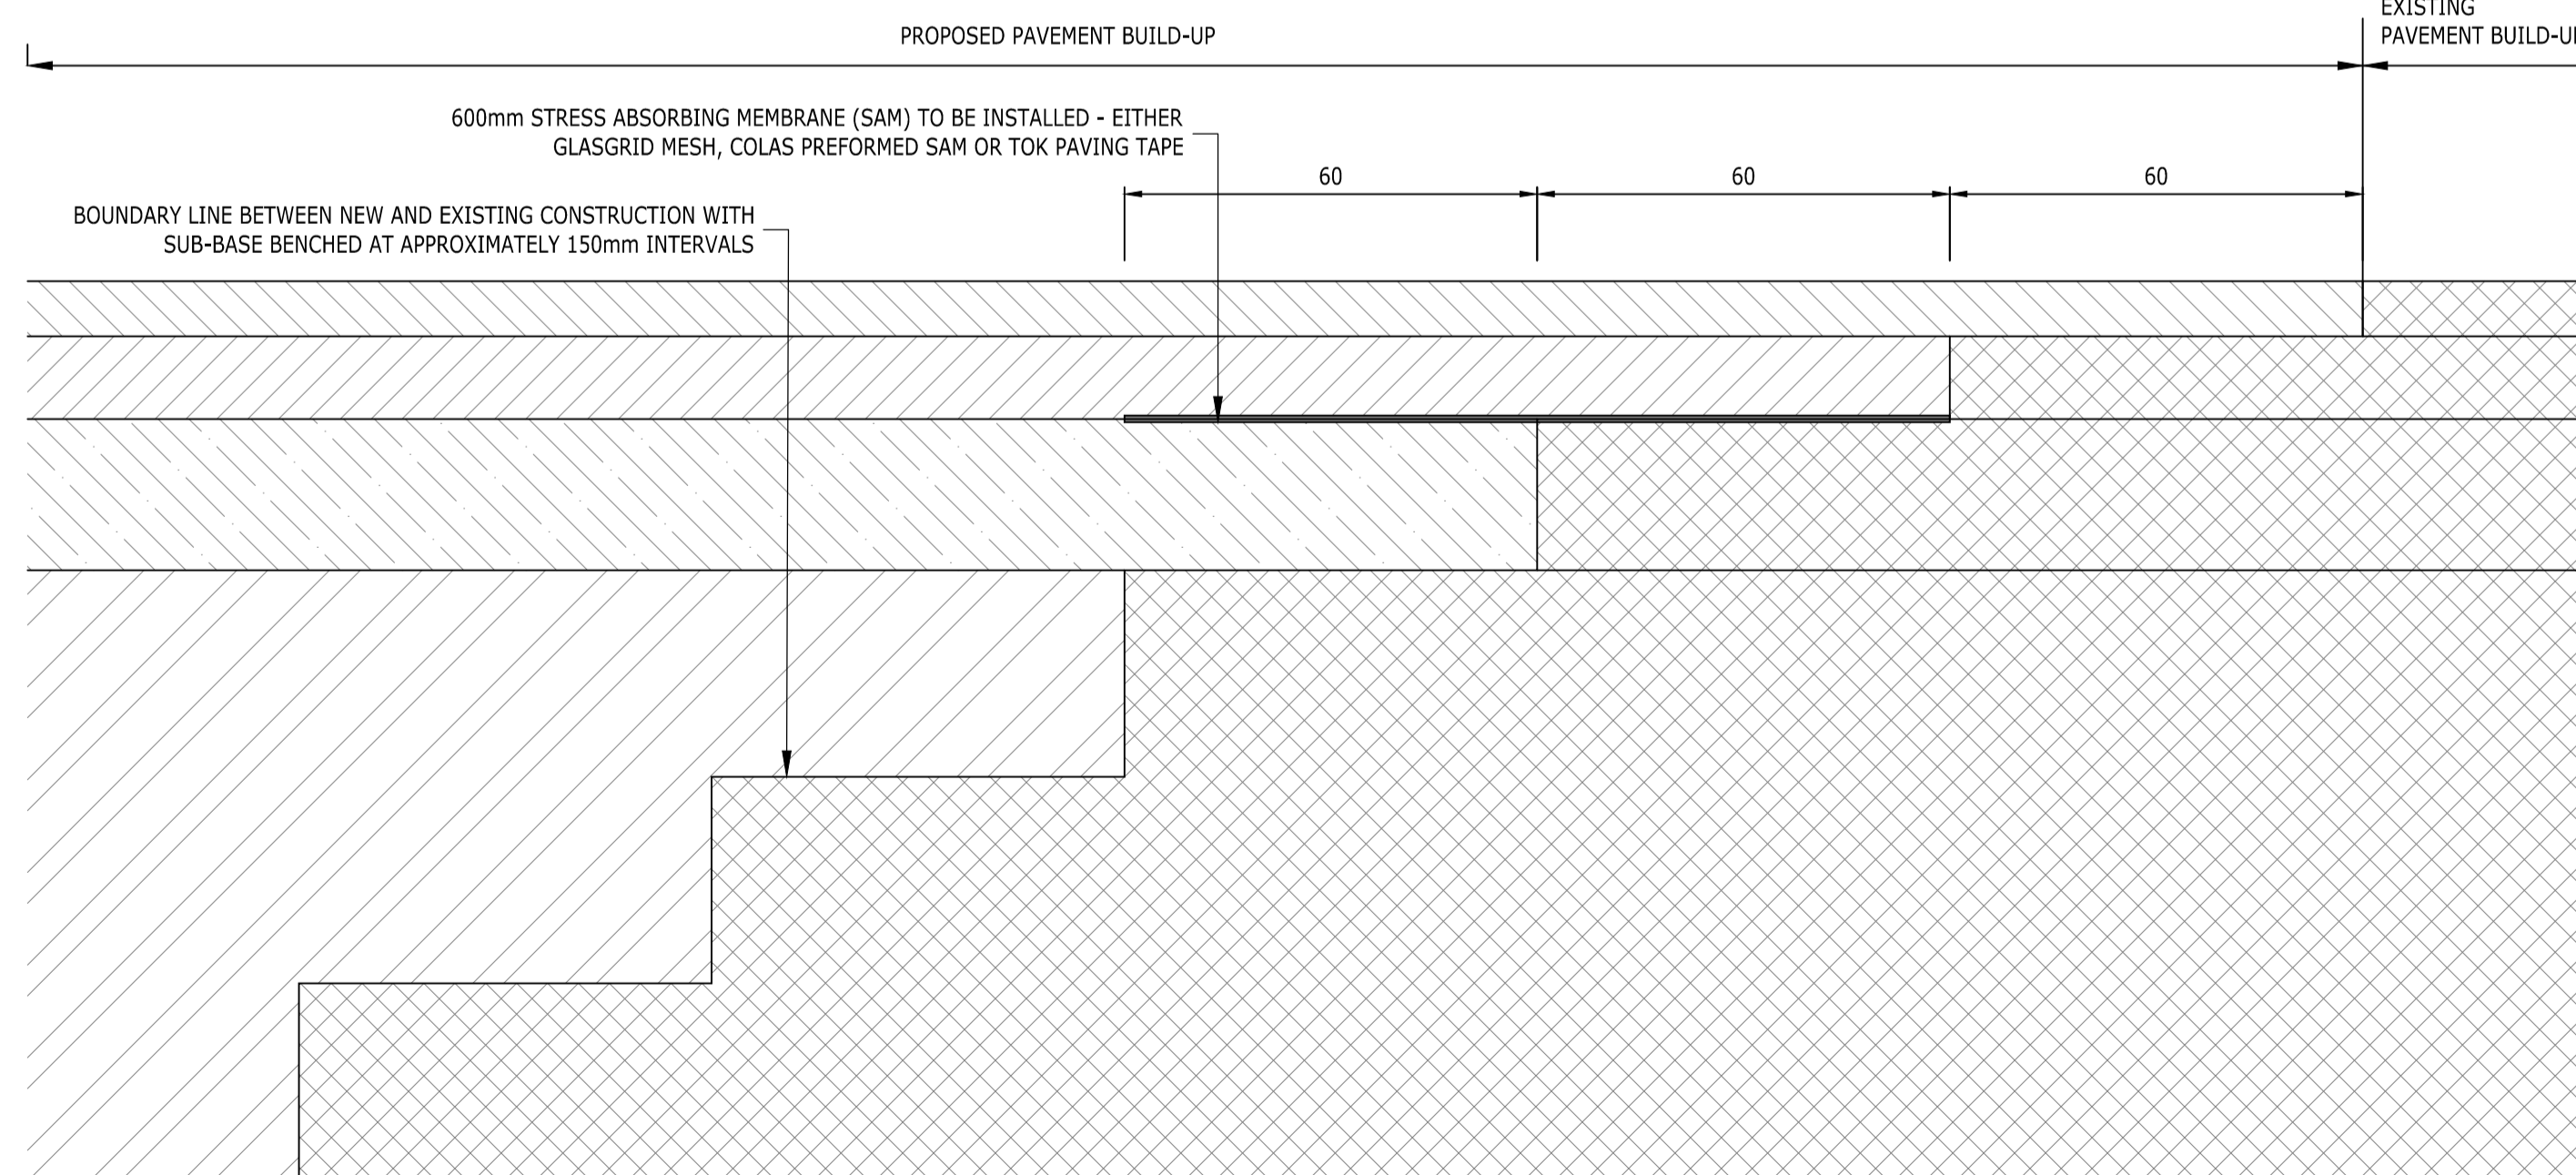 PROPOSED PAVEMENT BUILD-UP
EXISTING
PAVEMENT BUILD-UP
600mm STRESS ABSORBING MEMBRANE (SAM) TO BE INSTALLED - EITHER
GLASGRID MESH, COLAS PREFORMED SAM OR TOK PAVING TAPE
60
60
60
BOUNDARY LINE BETWEEN NEW AND EXISTING CONSTRUCTION WITH
SUB-BASE BENCHED AT APPROXIMATELY 150mm INTERVALS